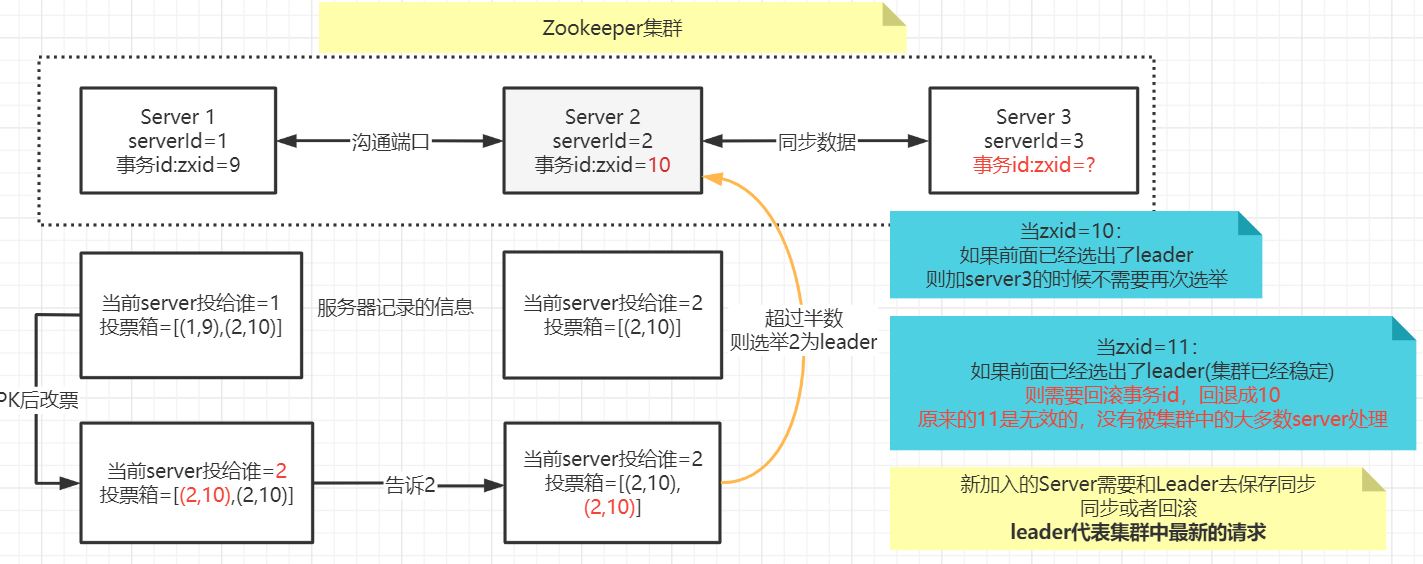 Zookeeper集群
Server 1
serverId=1
事务id:zxid=9
沟通端口
Server 2
serverId=2
事务id:zxid=10
同步数据
Server 3
serverId=3
事务id:zxid=?
当zxid=10：
如果前面已经选出了leader
则加server3的时候不需要再次选举
当前server投给谁=1
投票箱=[(1,9),(2,10)]
服务器记录的信息
当前server投给谁=2
投票箱=[(2,10)]
超过半数
则选举2为leader
当zxid=11：
如果前面已经选出了leader(集群已经稳定)
则需要回滚事务id，回退成10
原来的11是无效的，没有被集群中的大多数server处理
PK后改票
当前server投给谁=2
投票箱=[(2,10),(2,10)]
告诉2
当前server投给谁=2
投票箱=[(2,10),
(2,10)]
新加入的Server需要和Leader去保存同步
同步或者回滚
leader代表集群中最新的请求